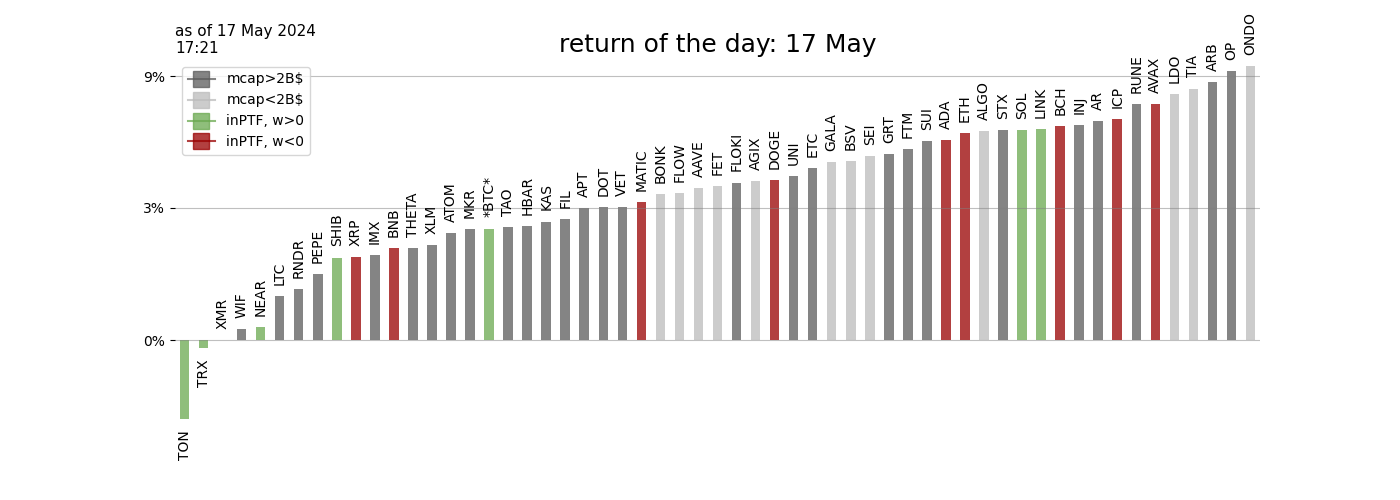 as of 17 May 2024
17:21
return of the day: 17 May
mcap>2B$
mcap<2B$
inPTF, w>0
inPTF, w<0
9%
3%
0%
TON
TRX
XMR
WIF
NEAR
LTC
RNDR
PEPE
SHIB
XRP
IMX
BNB
THETA
XLM
ATOM
MKR
*BTC*
TAO
HBAR
KAS
FIL
APT
DOT
VET
MATIC
BONK
FLOW
AAVE
FET
FLOKI
AGIX
DOGE
UNI
ETC
GALA
BSV
SEI
GRT
FTM
SUI
ADA
ETH
ALGO
STX
SOL
LINK
BCH
INJ
AR
ICP
RUNE
AVAX
LDO
TIA
ARB
OP
ONDO